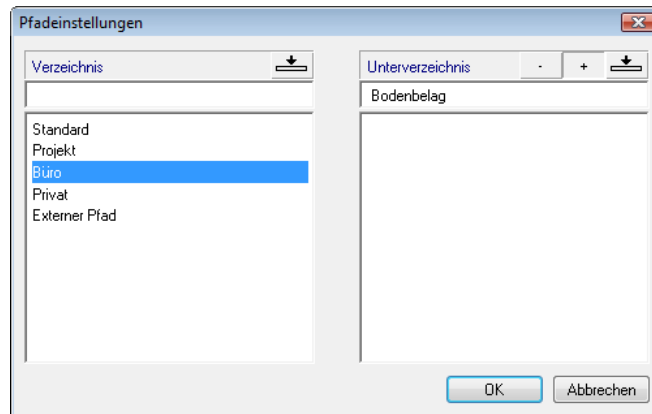 Pfadeinstellungen
Verzeichnis
Unterverzeichnis - +
Bodenbelag
Standard
Projekt
Büro
Privat
Externer Pfad
OK Abbrechen